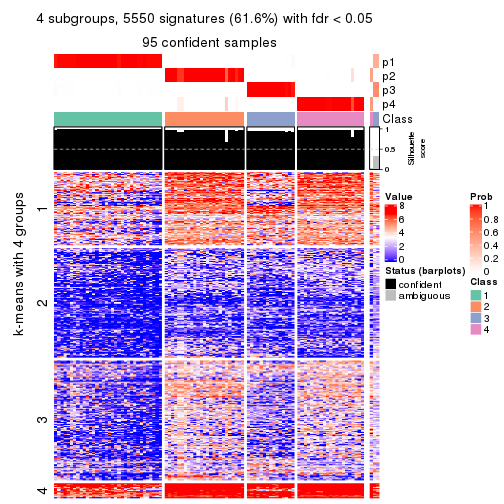 4 subgroups, 5550 signatures (61.6%) with fdr < 0.05
95 confident samples
p1
p2
p3
p4
Class
1
0.5
0
Silhouette
score
k-means with 4 groups
1
2
3
4
Value
8
6
4
2
0
Status (barplots)
confident
ambiguous
Prob
1
0.8
0.6
0.4
0.2
0
Class
1
2
3
4